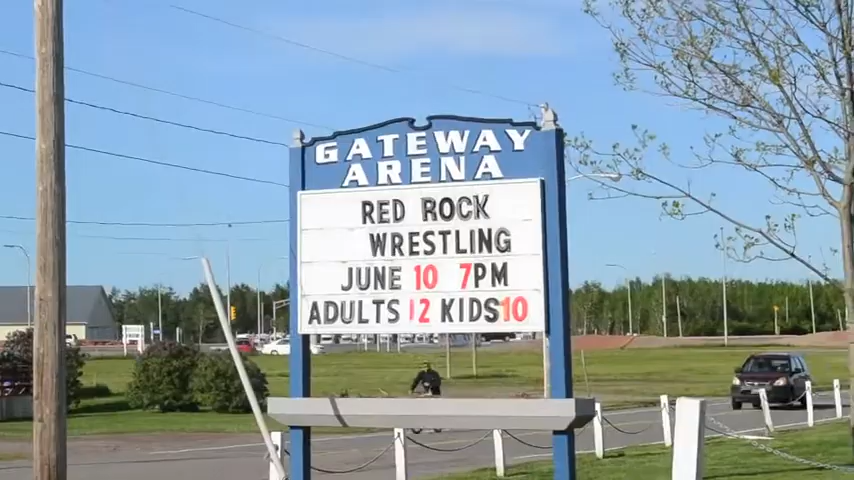 GATEWAY
ARENA
RED ROCK
WRESTLING
JUNE 10 7PM
ADULTS 12 KIDS 10